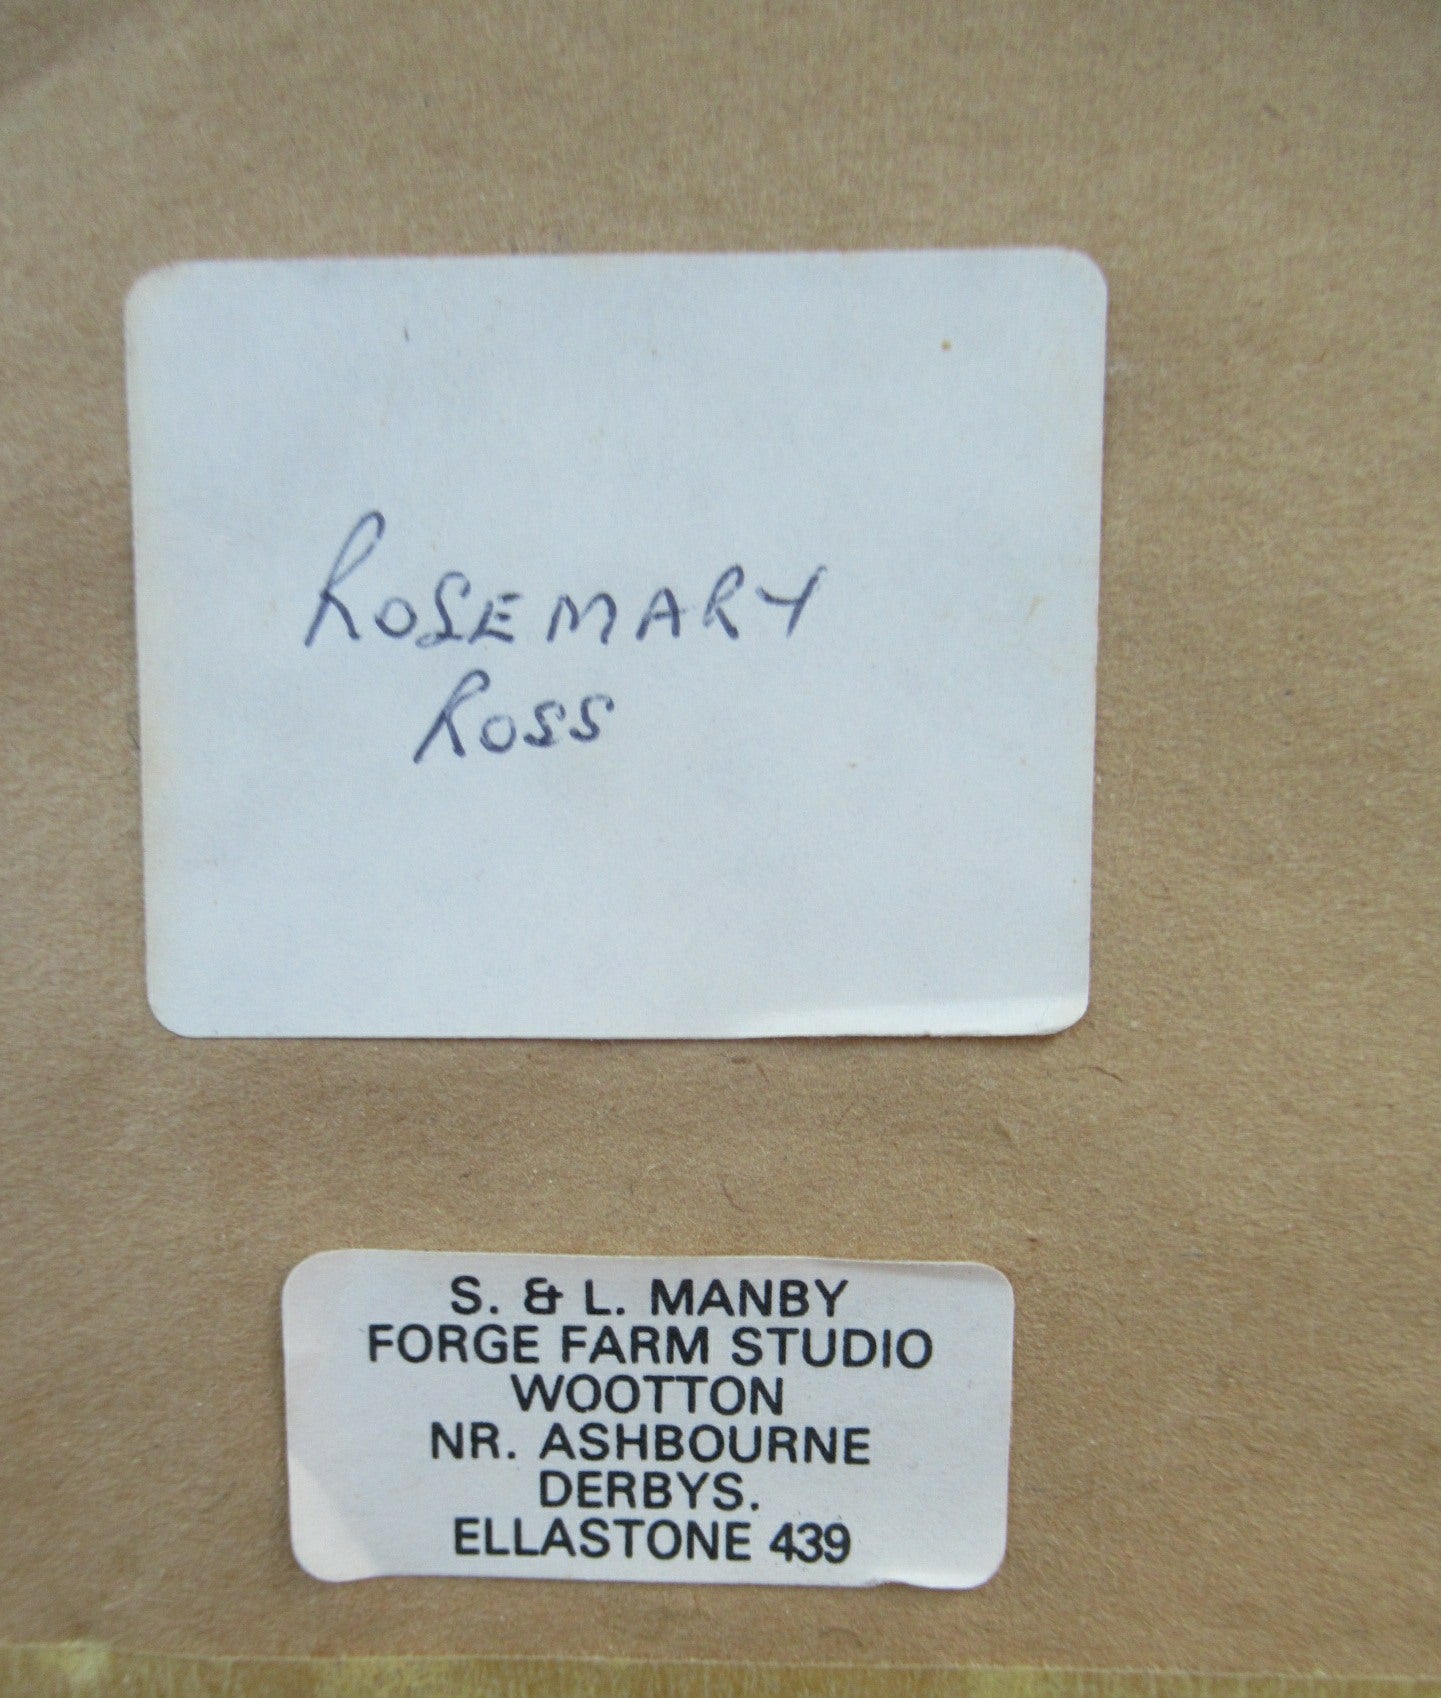 ROSEMARY
ROSS
S. & L. MANBY
FORGE FARM STUDIO
WOOTTON
NR. ASHBOURNE
DERBYS.
ELLASTONE 439